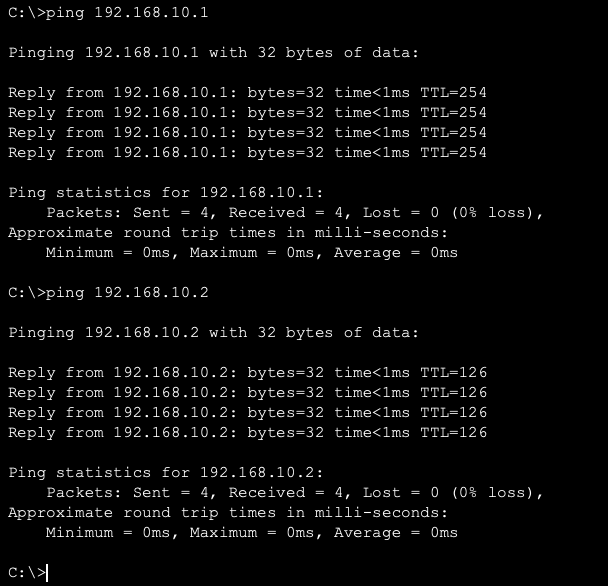 C:\>ping 192.168.10.1
Pinging 192.168.10.1 with 32 bytes of data:
Reply from 192.168.10.1: bytes=32 time<1ms TTL=254
Reply from 192.168.10.1: bytes=32 time<1ms TTL=254
Reply from 192.168.10.1: bytes=32 time<1ms TTL=254
Reply from 192.168.10.1: bytes=32 time<1ms TTL=254
Ping statistics for 192.168.10.1:
    Packets: Sent = 4, Received = 4, Lost = 0 (0% loss),
Approximate round trip times in milli-seconds:
    Minimum = 0ms, Maximum = 0ms, Average = 0ms
C:\>ping 192.168.10.2
Pinging 192.168.10.2 with 32 bytes of data:
Reply from 192.168.10.2: bytes=32 time<1ms TTL=126
Reply from 192.168.10.2: bytes=32 time<1ms TTL=126
Reply from 192.168.10.2: bytes=32 time<1ms TTL=126
Reply from 192.168.10.2: bytes=32 time<1ms TTL=126
Ping statistics for 192.168.10.2:
    Packets: Sent = 4, Received = 4, Lost = 0 (0% loss),
Approximate round trip times in milli-seconds:
    Minimum = 0ms, Maximum = 0ms, Average = 0ms
C:\>